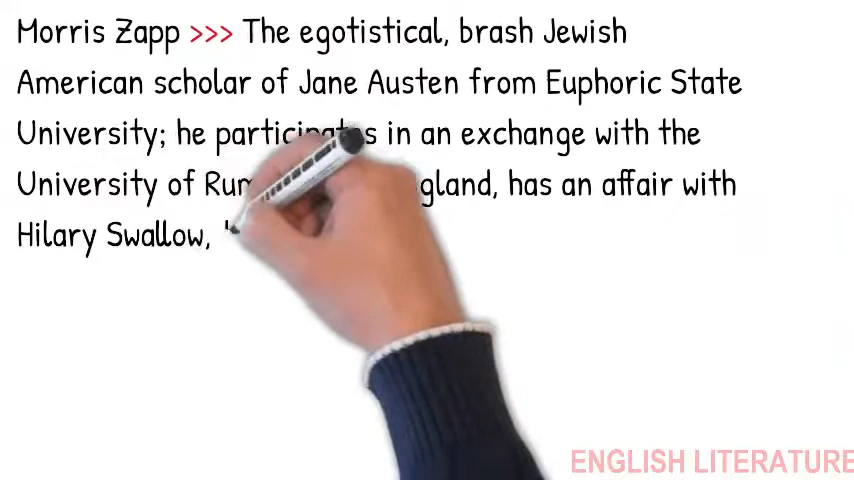 Morris Zapp >>> The egotistical, brash Jewish
American scholar of Jane Austen from Euphoric State
University; he participates in an exchange with the
University of has an affair with
Hilary Swallow,
ENGLISH LITERATURE